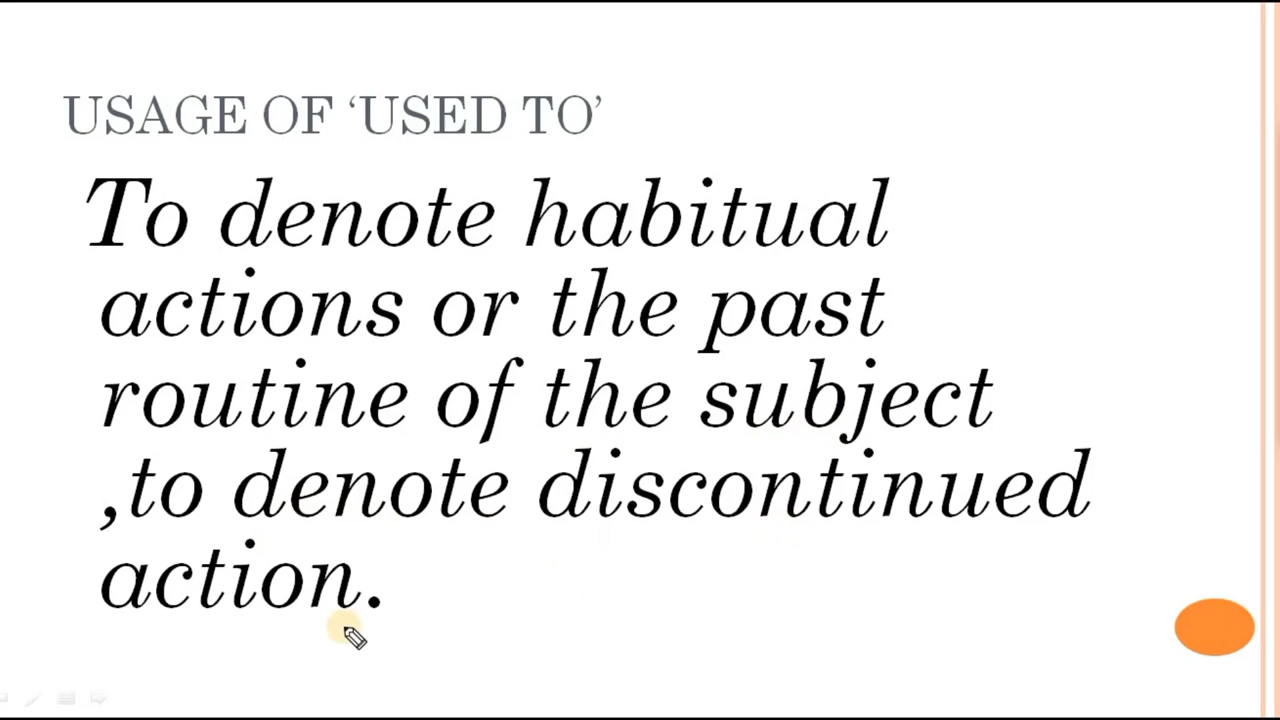 USAGE OF ‘USED TO’
To denote habitual
actions or the past
routine of the subject
,to denote discontinued
action.